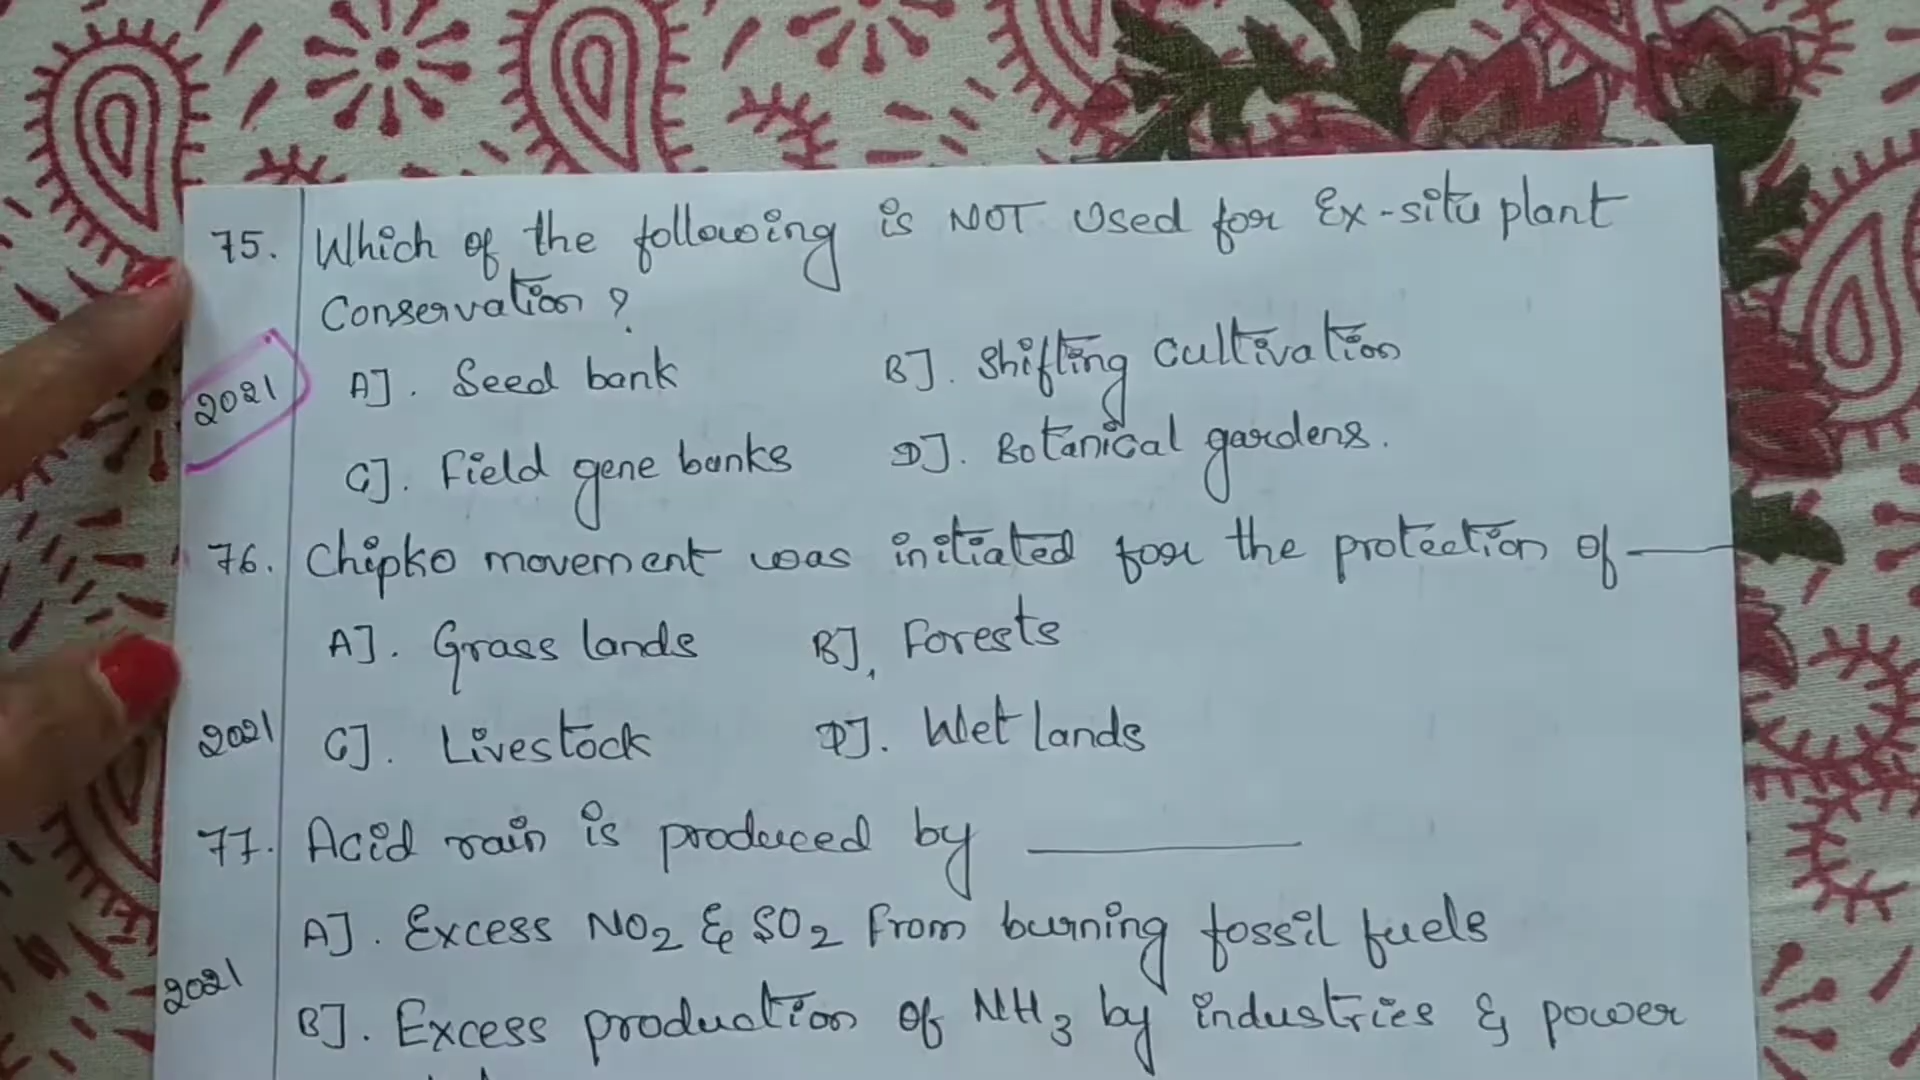 75. Which of the following is NOT used for Ex-situ plant
Conservation ?
2021
A]. Seed bank B]. Shifting Cultivation
C]. Field gene banks D]. Botanical gardens.
76. Chipko movement was initiated for the protection of ___
A]. Grass lands B]. Forests
2021 C]. Livestock D]. Wet lands
77. Acid rain is produced by ___
A]. Excess NO2 & SO2 From burning fossil fuels
2021
B]. Excess production of NH3 by industries & power